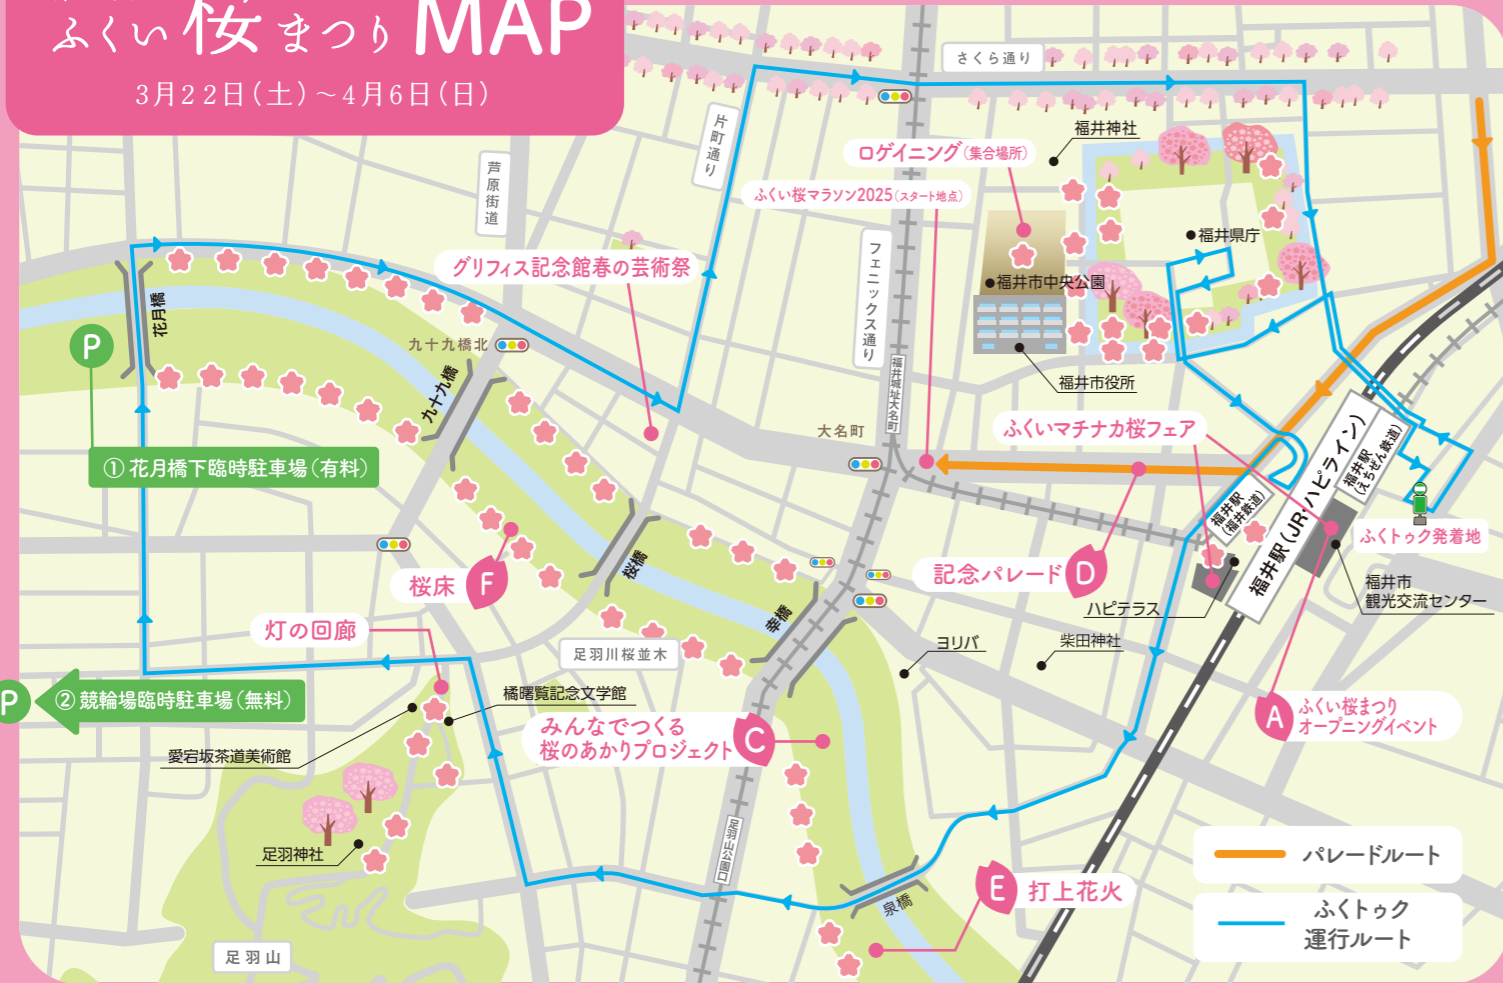 ふくい桜まつりMAP
3月22日(土)～4月6日(日)
さくら通り
片町通り
芦原街道
福井神社
ロゲイニング(集合場所)
ふくい桜マラソン2025(スタート地点)
フェニックス通り
福井県庁
グリフィス記念館春の芸術祭
福井市中央公園
花月橋
P
九十九橋北
九十九橋
福井城址大名町
福井市役所
大名町
ふくいマチナカ桜フェア
① 花月橋下臨時駐車場(有料)
福井駅(JR・ハピライン)
福井駅
(えちぜん鉄道)
福井駅
(福井鉄道)
ふくトゥク発着地
桜床 F
桜橋
記念パレード D
ハピテラス
福井市
観光交流センター
灯の回廊
幸橋
足羽川桜並木
ヨリバ
柴田神社
P
② 競輪場臨時駐車場(無料)
橘曙覧記念文学館
みんなでつくる
桜のあかりプロジェクト C
A ふくい桜まつり
オープニングイベント
愛宕坂茶道美術館
足羽神社
足羽山公園口
E 打上花火
泉橋
足羽山
パレードルート
ふくトゥク
運行ルート